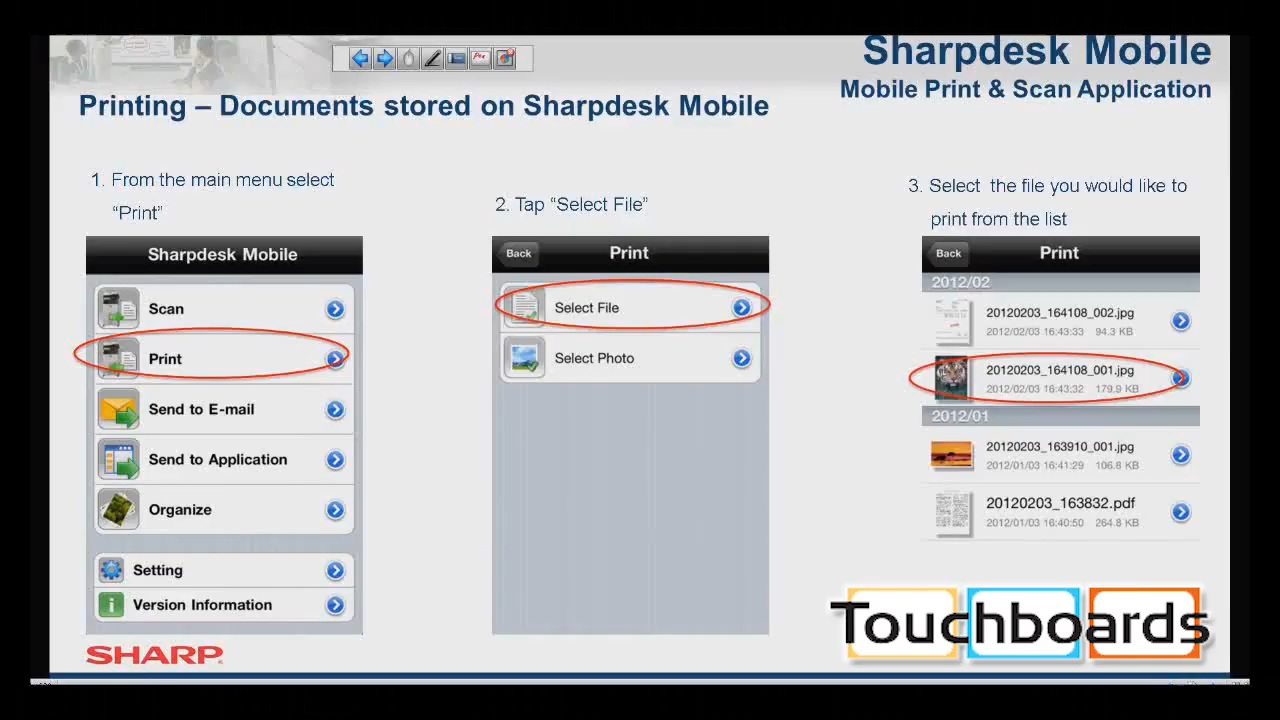 Sharpdesk Mobile
Mobile Print & Scan Application
Printing – Documents stored on Sharpdesk Mobile
1. From the main menu select
“Print”
Sharpdesk Mobile
Scan
Print
Send to E-mail
Send to Application
Organize
Setting
Version Information
2. Tap “Select File”
Back
Print
Select File
Select Photo
3. Select the file you would like to
print from the list
Back
Print
2012/02
20120203_164108_002.jpg
2012/02/03 16:43:33 94.3 KB
20120203_164108_001.jpg
2012/02/03 16:43:32 179.9 KB
2012/01
20120203_163910_001.jpg
2012/01/03 16:41:29 106.8 KB
20120203_163832.pdf
2012/01/03 16:40:50 264.8 KB
SHARP
Touchboards